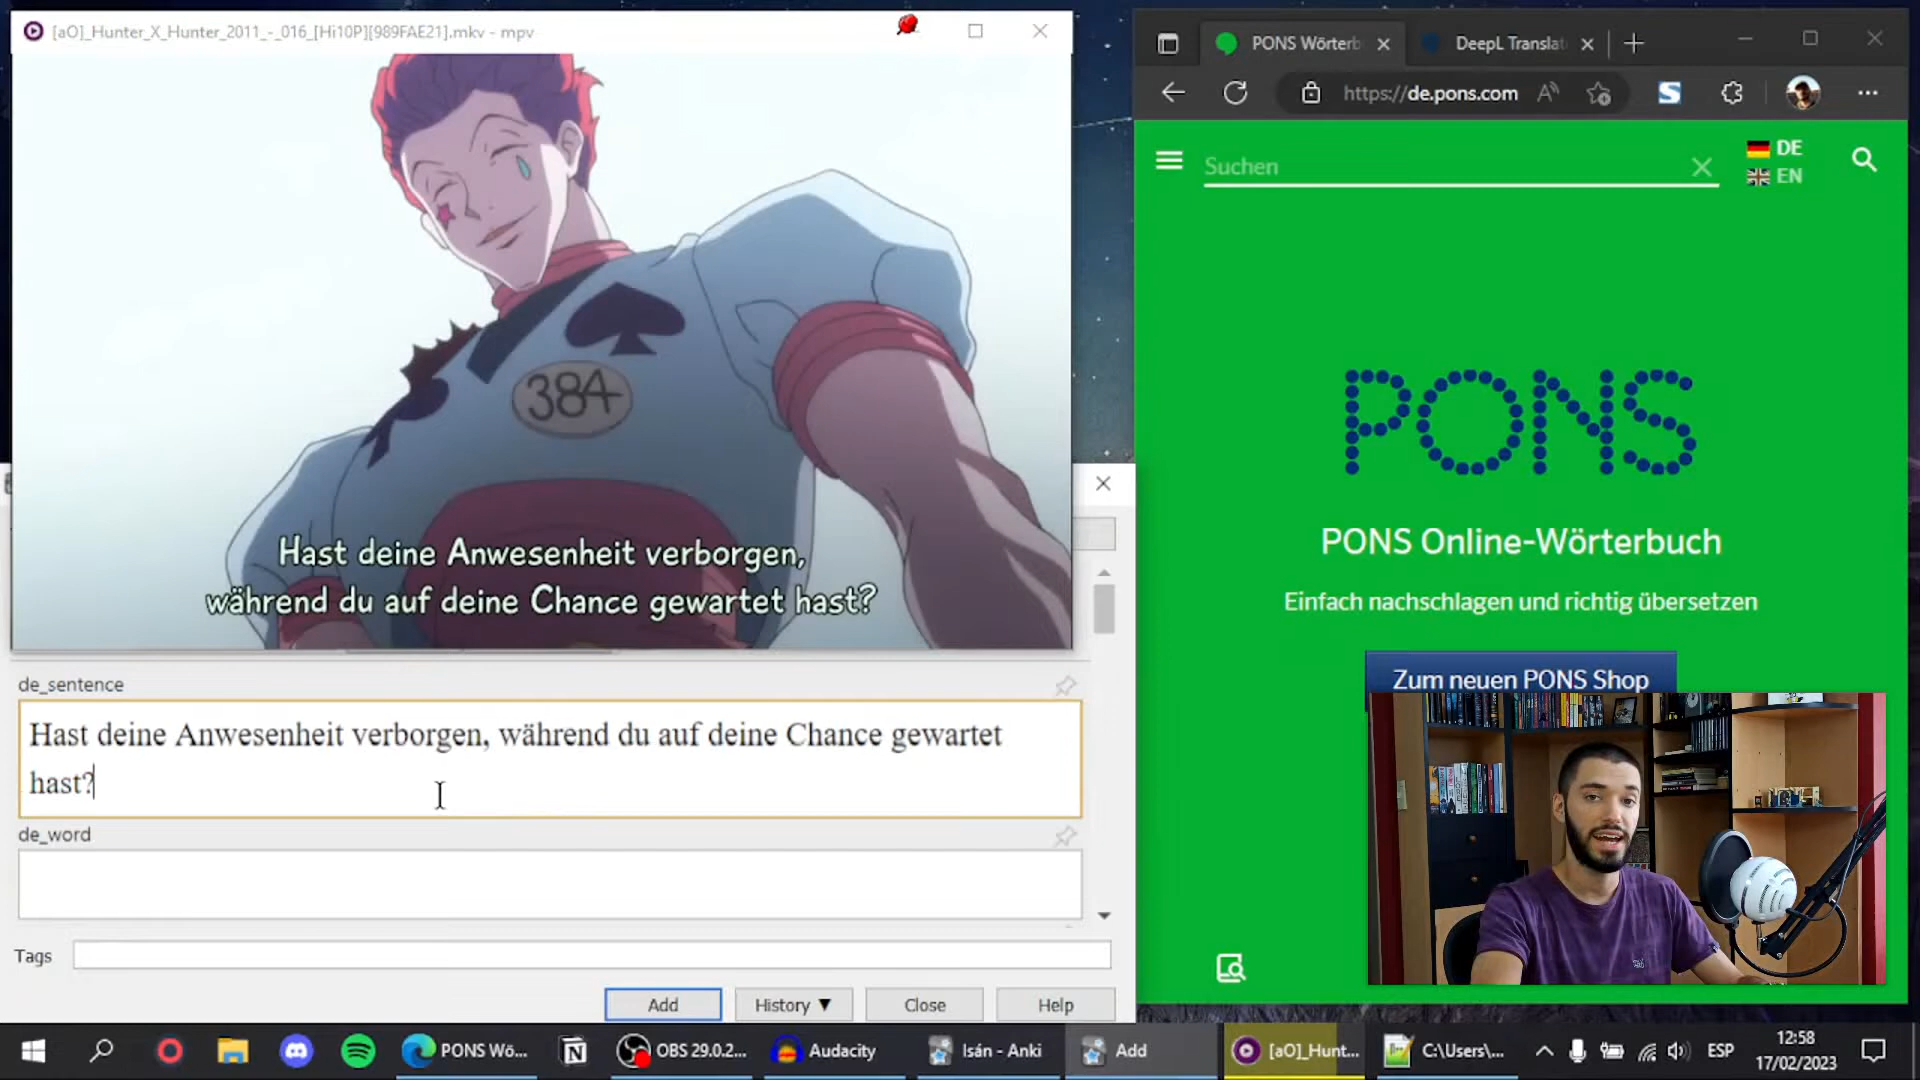 [aO]_Hunter_X_Hunter_2011_-_016_[Hi10P][989FAE21].mkv - mpv
384
Hast deine Anwesenheit verborgen,
während du auf deine Chance gewartet hast?
de_sentence
Hast deine Anwesenheit verborgen, während du auf deine Chance gewartet
hast?
de_word
Tags
Add
History ▼
Close
Help
PONS Wörterb
DeepL Translat
https://de.pons.com
Suchen
DE
EN
PONS
PONS Online-Wörterbuch
Einfach nachschlagen und richtig übersetzen
Zum neuen PONS Shop
PONS Wö...
OBS 29.0.2...
Audacity
Isán - Anki
Add
[aO]_Hunt...
C:\Users\...
ESP
12:58
17/02/2023